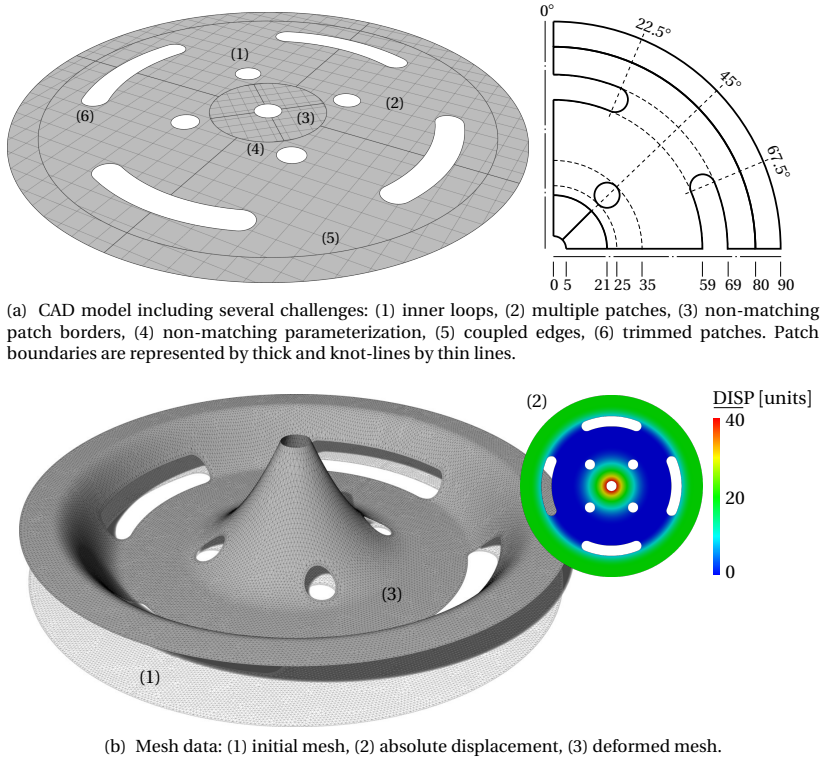 (1)
(2)
(3)
(4)
(5)
(6)
0°
22.5°
45°
67.5°
0 5 21 25 35 59 69 80 90
(a) CAD model including several challenges: (1) inner loops, (2) multiple patches, (3) non-matching
patch borders, (4) non-matching parameterization, (5) coupled edges, (6) trimmed patches. Patch
boundaries are represented by thick and knot-lines by thin lines.
(2)
DISP [units]
40
20
0
(3)
(1)
(b) Mesh data: (1) initial mesh, (2) absolute displacement, (3) deformed mesh.